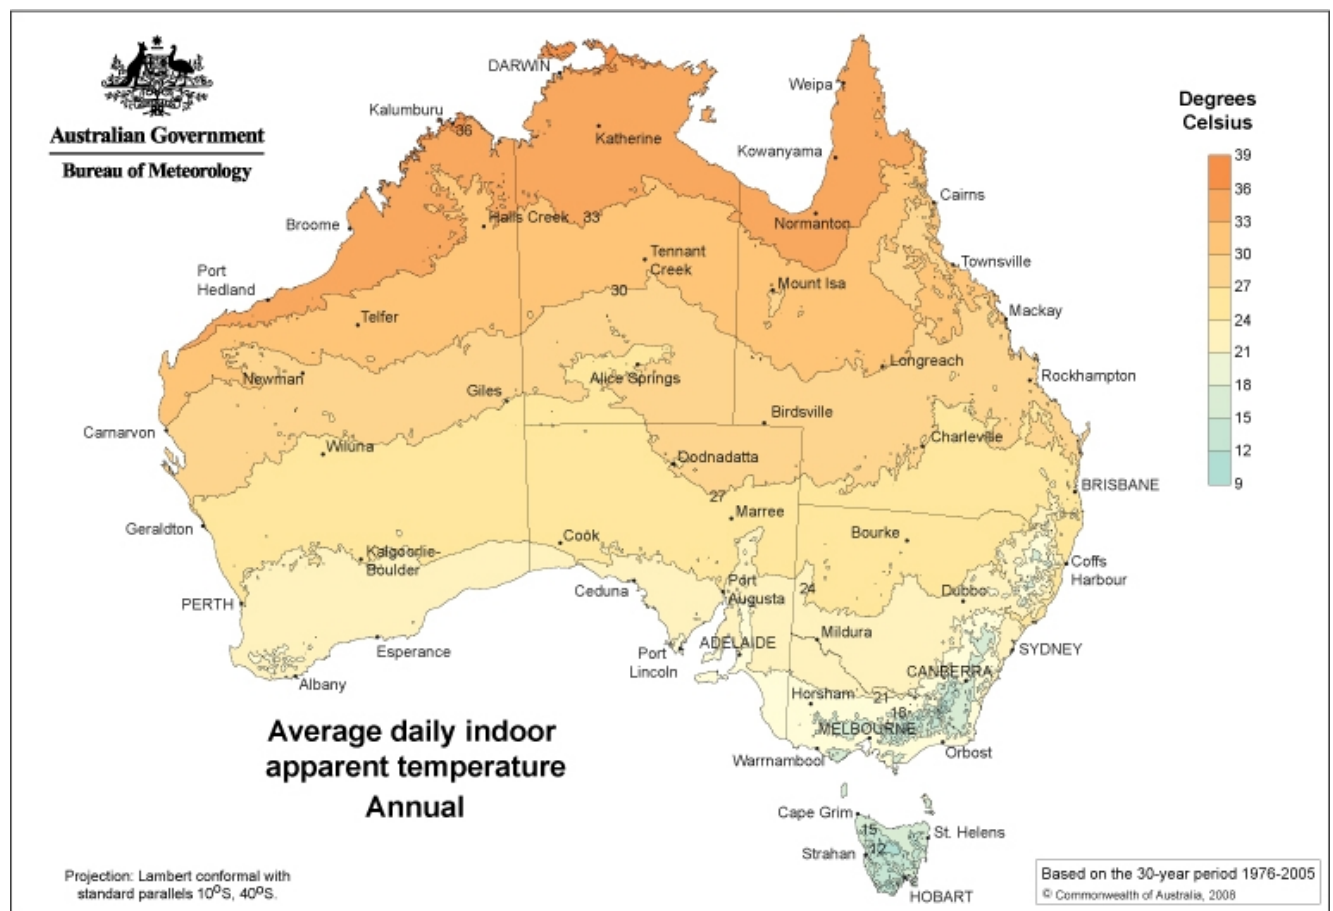 Australian Government
Bureau of Meteorology
DARWIN
Weipa
Kalumburu
36
Katherine
Kowanyama
Degrees
Celsius
39
36
33
30
27
24
21
18
15
12
9
Cairns
Broome
Halls Creek
33
Normanton
Tennant
Creek
Townsville
Port
Hedland
30
Mount Isa
Telfer
Mackay
Newman
Alice Springs
Longreach
Rockhampton
Giles
Carnarvon
Birdsville
Wiluna
Charleville
Oodnadatta
BRISBANE
27
Marree
Geraldton
Cook
Bourke
Kalgoorlie-
Boulder
Coffs
Harbour
PERTH
Ceduna
Port
Augusta
24
Dubbo
Esperance
Port
Lincoln
ADELAIDE
Mildura
SYDNEY
Albany
CANBERRA
Horsham
21
18
MELBOURNE
Warrnambool
Orbost
Average daily indoor
apparent temperature
Annual
Cape Grim
15
St. Helens
Strahan
12
HOBART
Projection: Lambert conformal with
standard parallels 10°S, 40°S.
Based on the 30-year period 1976-2005
© Commonwealth of Australia, 2008